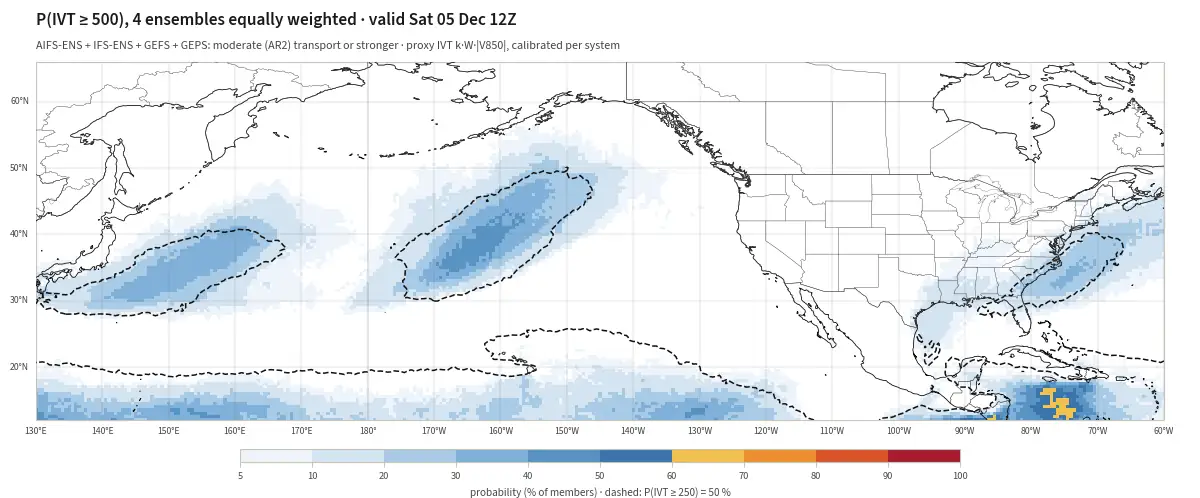 P(IVT ≥ 500), 4 ensembles equally weighted · valid Sat 05 Dec 12Z
AIFS-ENS + IFS-ENS + GEFS + GEPS: moderate (AR2) transport or stronger · proxy IVT k·W·|V850|, calibrated per system
60°N
50°N
40°N
30°N
20°N
130°E 140°E 150°E 160°E 170°E 180° 170°W 160°W 150°W 140°W 130°W 120°W 110°W 100°W 90°W 80°W 70°W 60°W
5 10 20 30 40 50 60 70 80 90 100
probability (% of members) · dashed: P(IVT ≥ 250) = 50 %